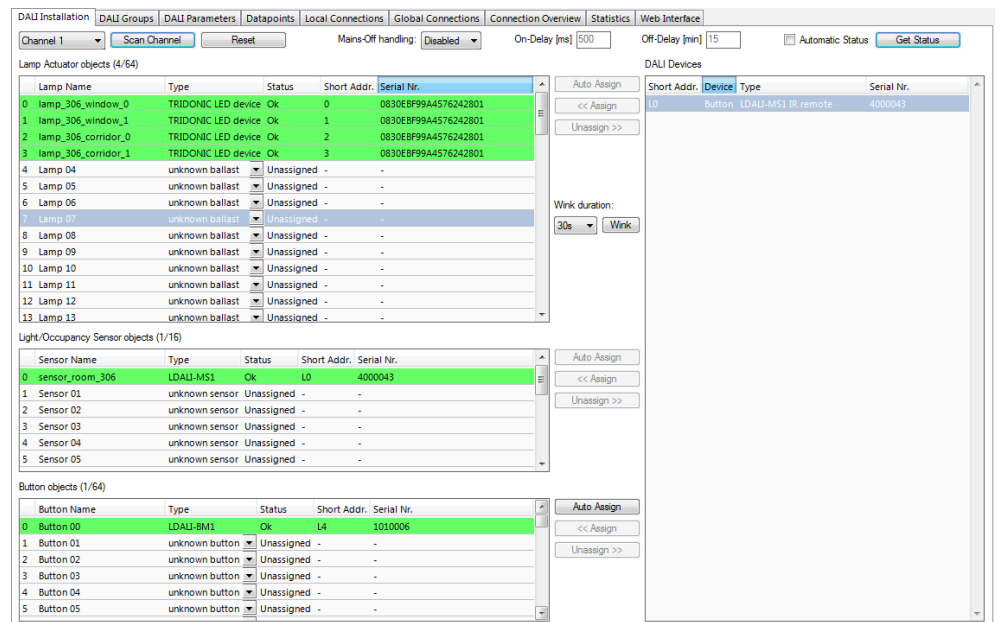 DALI Installation DALI Groups DALI Parameters Datapoints Local Connections Global Connections Connection Overview Statistics Web Interface
Channel 1 Scan Channel Reset Mains-Off handling: Disabled On-Delay [ms] 500 Off-Delay [min] 15 Automatic Status Get Status
Lamp Actuator objects (4/64)
Lamp Name Type Status Short Addr. Serial Nr.
0 lamp_306_window_0 TRIDONIC LED device Ok 0 0830EBF99A4576242801
1 lamp_306_window_1 TRIDONIC LED device Ok 1 0830EBF99A4576242801
2 lamp_306_corridor_0 TRIDONIC LED device Ok 2 0830EBF99A4576242801
3 lamp_306_corridor_1 TRIDONIC LED device Ok 3 0830EBF99A4576242801
4 Lamp 04 unknown ballast Unassigned - -
5 Lamp 05 unknown ballast Unassigned - -
6 Lamp 06 unknown ballast Unassigned - -
7 Lamp 07 unknown ballast Unassigned - -
8 Lamp 08 unknown ballast Unassigned - -
9 Lamp 09 unknown ballast Unassigned - -
10 Lamp 10 unknown ballast Unassigned - -
11 Lamp 11 unknown ballast Unassigned - -
12 Lamp 12 unknown ballast Unassigned - -
13 Lamp 13 unknown ballast Unassigned - -
Auto Assign
<< Assign
Unassign >>
Wink duration:
30s Wink
DALI Devices
Short Addr. Device Type Serial Nr.
L0 Button LDALI-MS1 IR remote 4000043
Light/Occupancy Sensor objects (1/16)
Sensor Name Type Status Short Addr. Serial Nr.
0 sensor_room_306 LDALI-MS1 Ok L0 4000043
1 Sensor 01 unknown sensor Unassigned - -
2 Sensor 02 unknown sensor Unassigned - -
3 Sensor 03 unknown sensor Unassigned - -
4 Sensor 04 unknown sensor Unassigned - -
5 Sensor 05 unknown sensor Unassigned - -
Auto Assign
<< Assign
Unassign >>
Button objects (1/64)
Button Name Type Status Short Addr. Serial Nr.
0 Button 00 LDALI-BM1 Ok L4 1010006
1 Button 01 unknown button Unassigned - -
2 Button 02 unknown button Unassigned - -
3 Button 03 unknown button Unassigned - -
4 Button 04 unknown button Unassigned - -
5 Button 05 unknown button Unassigned - -
Auto Assign
<< Assign
Unassign >>